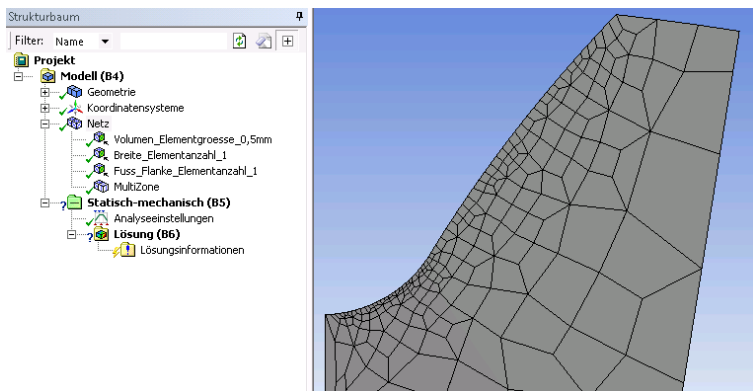 Strukturbaum
Filter: Name
Projekt
Modell (B4)
Geometrie
Koordinatensysteme
Netz
Volumen_Elementgroesse_0,5mm
Breite_Elementanzahl_1
Fuss_Flanke_Elementanzahl_1
MultiZone
Statisch-mechanisch (B5)
Analyseeinstellungen
Lösung (B6)
Lösungsinformationen